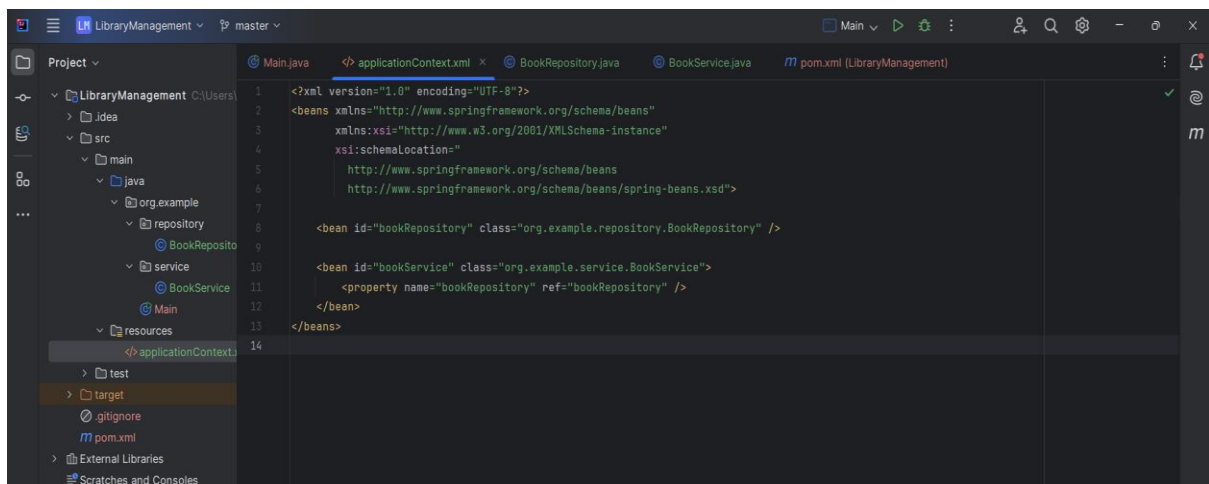 LM LibraryManagement master Main
Project
Main.java applicationContext.xml BookRepository.java BookService.java m pom.xml (LibraryManagement)
LibraryManagement C:\Users\
.idea
src
main
java
org.example
repository
BookReposito
service
BookService
Main
resources
applicationContext.x
test
target
.gitignore
m pom.xml
External Libraries
Scratches and Consoles
1 <?xml version="1.0" encoding="UTF-8"?>
2 <beans xmlns="http://www.springframework.org/schema/beans"
3 xmlns:xsi="http://www.w3.org/2001/XMLSchema-instance"
4 xsi:schemaLocation="
5 http://www.springframework.org/schema/beans
6 http://www.springframework.org/schema/beans/spring-beans.xsd">
7
8 <bean id="bookRepository" class="org.example.repository.BookRepository" />
9
10 <bean id="bookService" class="org.example.service.BookService">
11 <property name="bookRepository" ref="bookRepository" />
12 </bean>
13 </beans>
14
m